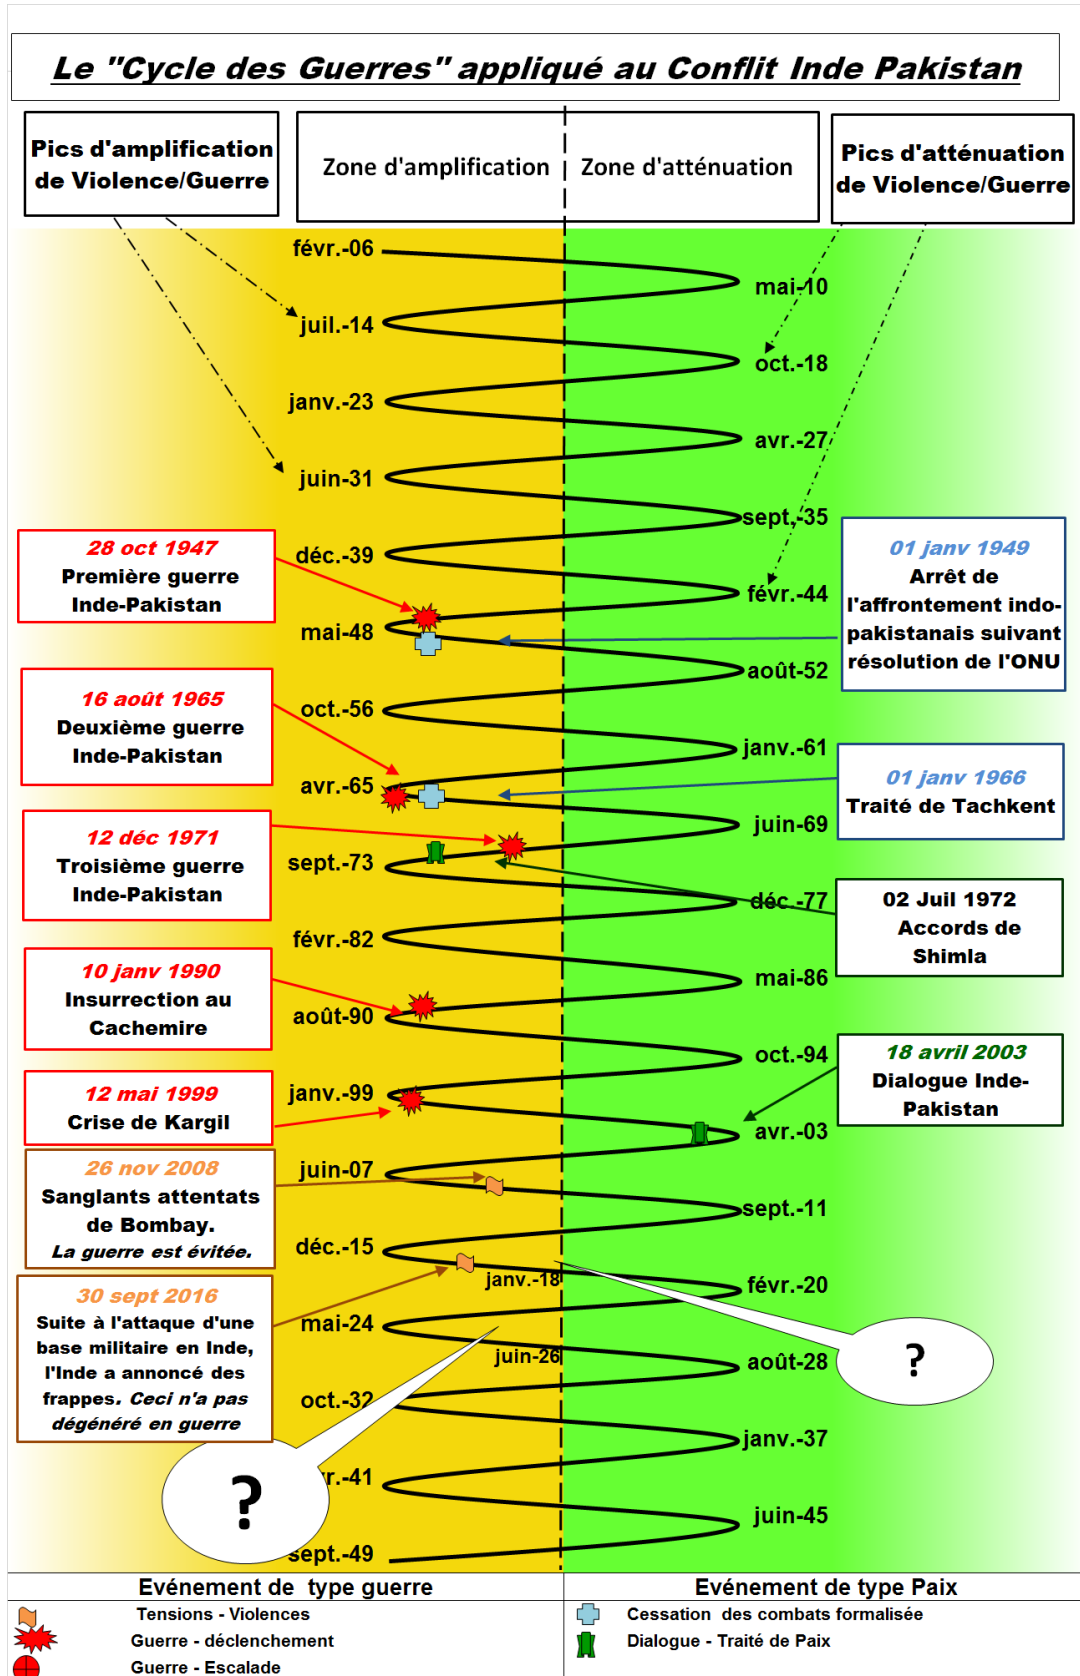 Le "Cycle des Guerres" appliqué au Conflit Inde Pakistan
Pics d'amplification
de Violence/Guerre
Zone d'amplification
Zone d'atténuation
Pics d'atténuation
de Violence/Guerre
févr.-06
mai-10
juil.-14
oct.-18
janv.-23
avr.-27
juin-31
sept.-35
déc.-39
févr.-44
mai-48
août-52
oct.-56
janv.-61
avr.-65
juin-69
sept.-73
déc.-77
févr.-82
mai-86
août-90
oct.-94
janv.-99
avr.-03
juin-07
sept.-11
déc.-15
janv.-18
févr.-20
mai-24
juin-26
août-28
oct.-32
janv.-37
vr.-41
juin-45
sept.-49
28 oct 1947
Première guerre
Inde-Pakistan
16 août 1965
Deuxième guerre
Inde-Pakistan
12 déc 1971
Troisième guerre
Inde-Pakistan
10 janv 1990
Insurrection au
Cachemire
12 mai 1999
Crise de Kargil
26 nov 2008
Sanglants attentats
de Bombay.
La guerre est évitée.
30 sept 2016
Suite à l'attaque d'une
base militaire en Inde,
l'Inde a annoncé des
frappes. Ceci n'a pas
dégénéré en guerre
?
01 janv 1949
Arrêt de
l'affrontement indo-
pakistanais suivant
résolution de l'ONU
01 janv 1966
Traité de Tachkent
02 Juil 1972
Accords de
Shimla
18 avril 2003
Dialogue Inde-
Pakistan
?
Evénement de type guerre
Tensions - Violences
Guerre - déclenchement
Guerre - Escalade
Evénement de type Paix
Cessation des combats formalisée
Dialogue - Traité de Paix